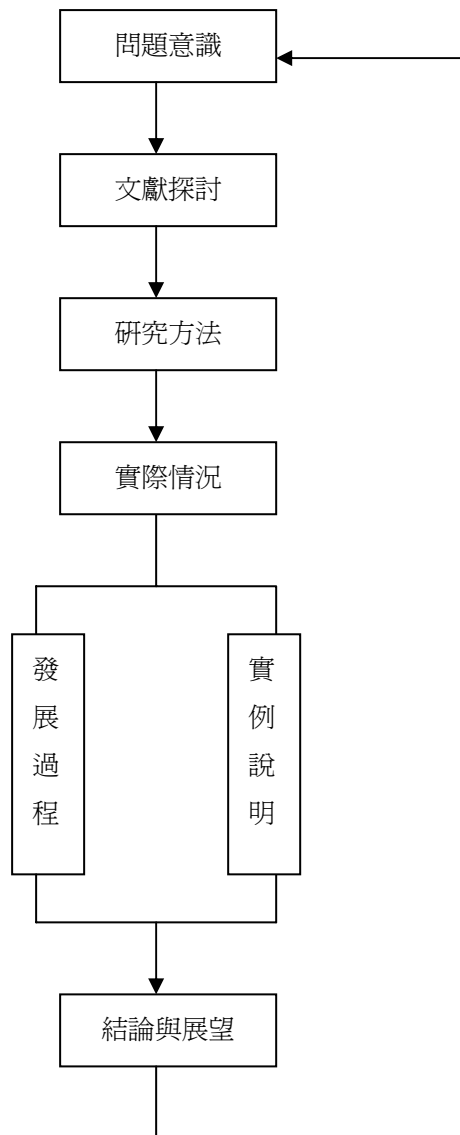 問題意識
文獻探討
研究方法
實際情況
發展過程
實例說明
結論與展望